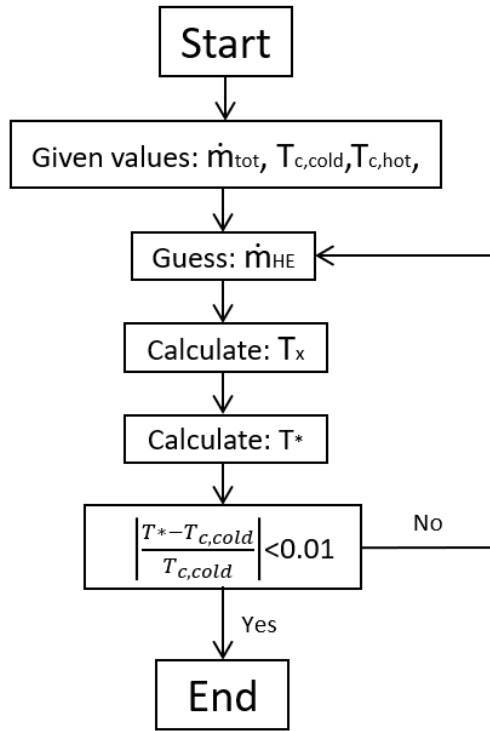 Start
Given values: ṁtot, Tc,cold,Tc,hot,
Guess: ṁHE
Calculate: Tx
Calculate: T*
|T*−Tc,cold / Tc,cold|<0.01
No
Yes
End